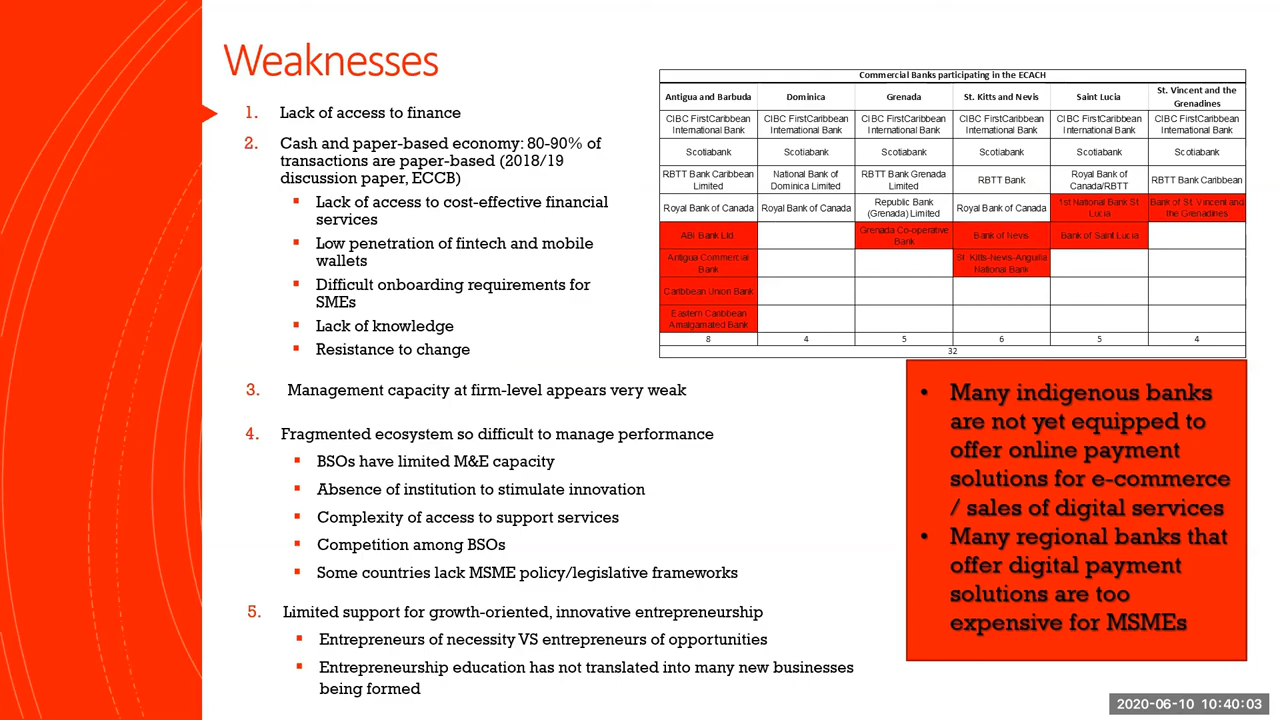 Weaknesses
1. Lack of access to finance
2. Cash and paper-based economy: 80-90% of
transactions are paper-based (2018/19
discussion paper, ECCB)
▪ Lack of access to cost-effective financial
services
▪ Low penetration of fintech and mobile
wallets
▪ Difficult onboarding requirements for
SMEs
▪ Lack of knowledge
▪ Resistance to change
3. Management capacity at firm-level appears very weak
4. Fragmented ecosystem so difficult to manage performance
▪ BSOs have limited M&E capacity
▪ Absence of institution to stimulate innovation
▪ Complexity of access to support services
▪ Competition among BSOs
▪ Some countries lack MSME policy/legislative frameworks
5. Limited support for growth-oriented, innovative entrepreneurship
▪ Entrepreneurs of necessity VS entrepreneurs of opportunities
▪ Entrepreneurship education has not translated into many new businesses
being formed
Commercial Banks participating in the ECACH
Antigua and Barbuda Dominica Grenada St. Kitts and Nevis Saint Lucia St. Vincent and the Grenadines
CIBC FirstCaribbean International Bank CIBC FirstCaribbean International Bank CIBC FirstCaribbean International Bank CIBC FirstCaribbean International Bank CIBC FirstCaribbean International Bank CIBC FirstCaribbean International Bank
Scotiabank Scotiabank Scotiabank Scotiabank Scotiabank Scotiabank
RBTT Bank Caribbean Limited National Bank of Dominica Limited RBTT Bank Grenada Limited RBTT Bank Royal Bank of Canada/RBTT RBTT Bank Caribbean
Royal Bank of Canada Royal Bank of Canada Republic Bank (Grenada) Limited Royal Bank of Canada 1st National Bank St. Lucia Bank of St. Vincent and the Grenadines
ABI Bank Ltd Grenada Co-operative Bank Bank of Nevis Bank of Saint Lucia
Antigua Commercial Bank St. Kitts-Nevis-Anguilla National Bank
Caribbean Union Bank
Eastern Caribbean Amalgamated Bank
8 4 5 6 5 4
32
• Many indigenous banks
are not yet equipped to
offer online payment
solutions for e-commerce
/ sales of digital services
• Many regional banks that
offer digital payment
solutions are too
expensive for MSMEs
2020-06-10 10:40:03